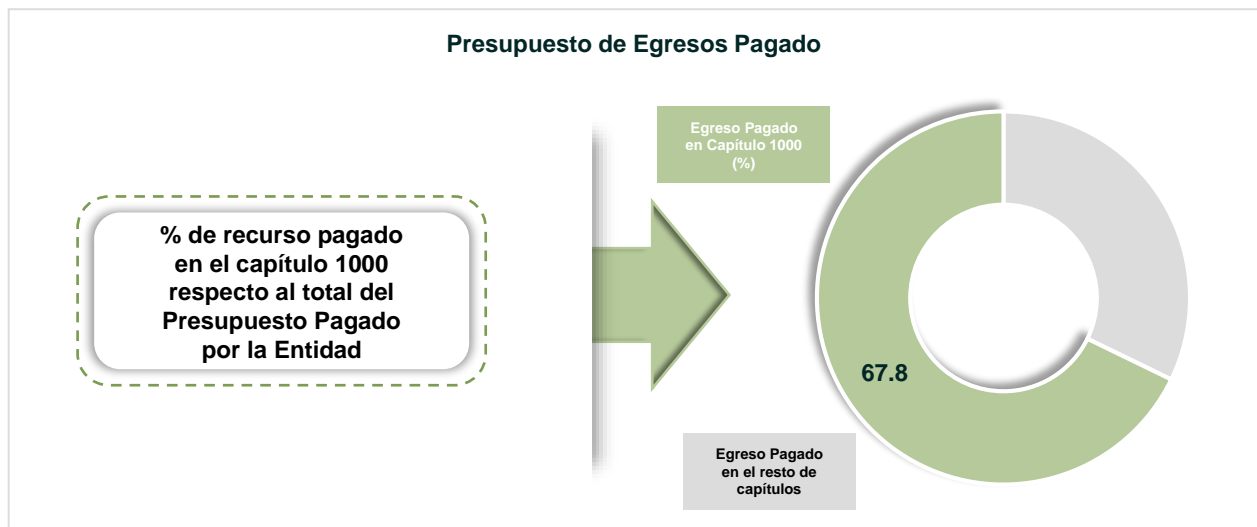 Presupuesto de Egresos Pagado
Egreso Pagado
en Capítulo 1000
(%)
% de recurso pagado
en el capítulo 1000
respecto al total del
Presupuesto Pagado
por la Entidad
67.8
Egreso Pagado
en el resto de
capítulos